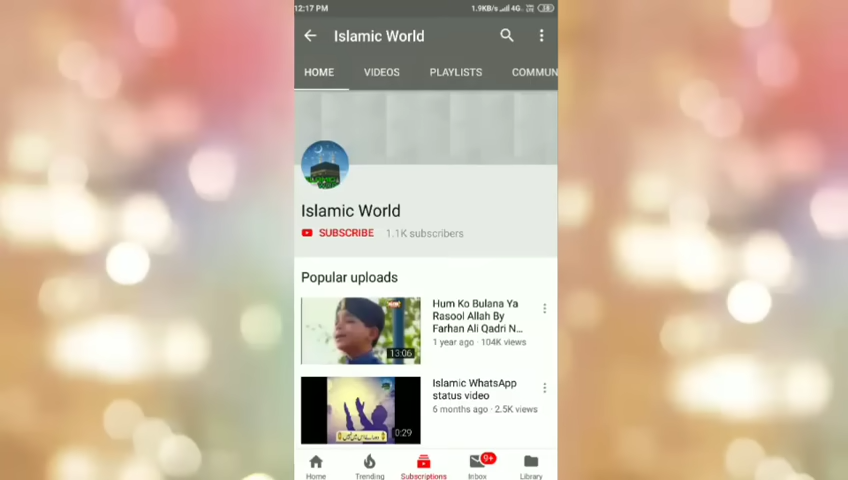 12:17 PM
1.9KB/s 4G
Islamic World
HOME VIDEOS PLAYLISTS COMMUN
Islamic World
SUBSCRIBE 1.1K subscribers
Popular uploads
Hum Ko Bulana Ya
Rasool Allah By
Farhan Ali Qadri N...
1 year ago · 104K views
13:06
Islamic WhatsApp
status video
6 months ago · 2.5K views
0:29
9+
Home Trending Subscriptions Inbox Library